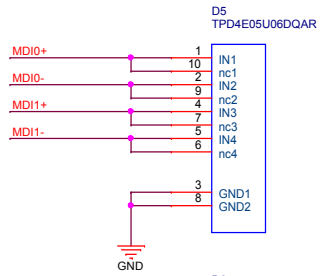 D5
TPD4E05U06DQAR
MDI0+ 1 IN1
10 nc1
MDI0- 2 IN2
9 nc2
MDI1+ 4 IN3
7 nc3
MDI1- 5 IN4
6 nc4
3 GND1
8 GND2
GND